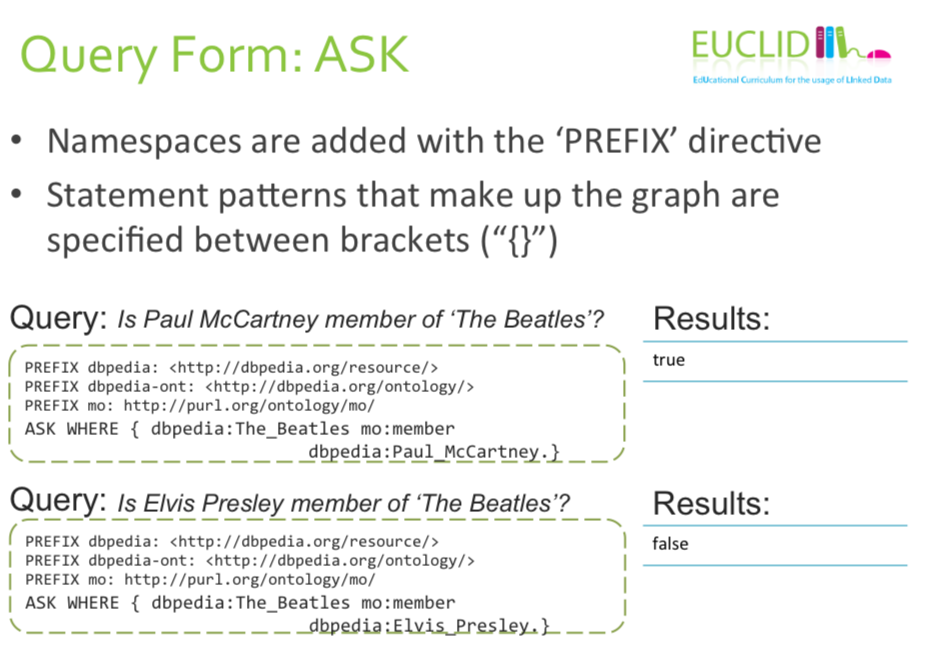 Query Form: ASK
EUCLID
EdUcational Curriculum for the usage of LInked Data
• Namespaces are added with the ‘PREFIX’ directive
• Statement patterns that make up the graph are
specified between brackets (“{}”)
Query: Is Paul McCartney member of ‘The Beatles’?
Results:
PREFIX dbpedia: <http://dbpedia.org/resource/>
PREFIX dbpedia-ont: <http://dbpedia.org/ontology/>
PREFIX mo: http://purl.org/ontology/mo/
ASK WHERE { dbpedia:The_Beatles mo:member
dbpedia:Paul_McCartney.}
true
Query: Is Elvis Presley member of ‘The Beatles’?
Results:
PREFIX dbpedia: <http://dbpedia.org/resource/>
PREFIX dbpedia-ont: <http://dbpedia.org/ontology/>
PREFIX mo: http://purl.org/ontology/mo/
ASK WHERE { dbpedia:The_Beatles mo:member
dbpedia:Elvis_Presley.}
false